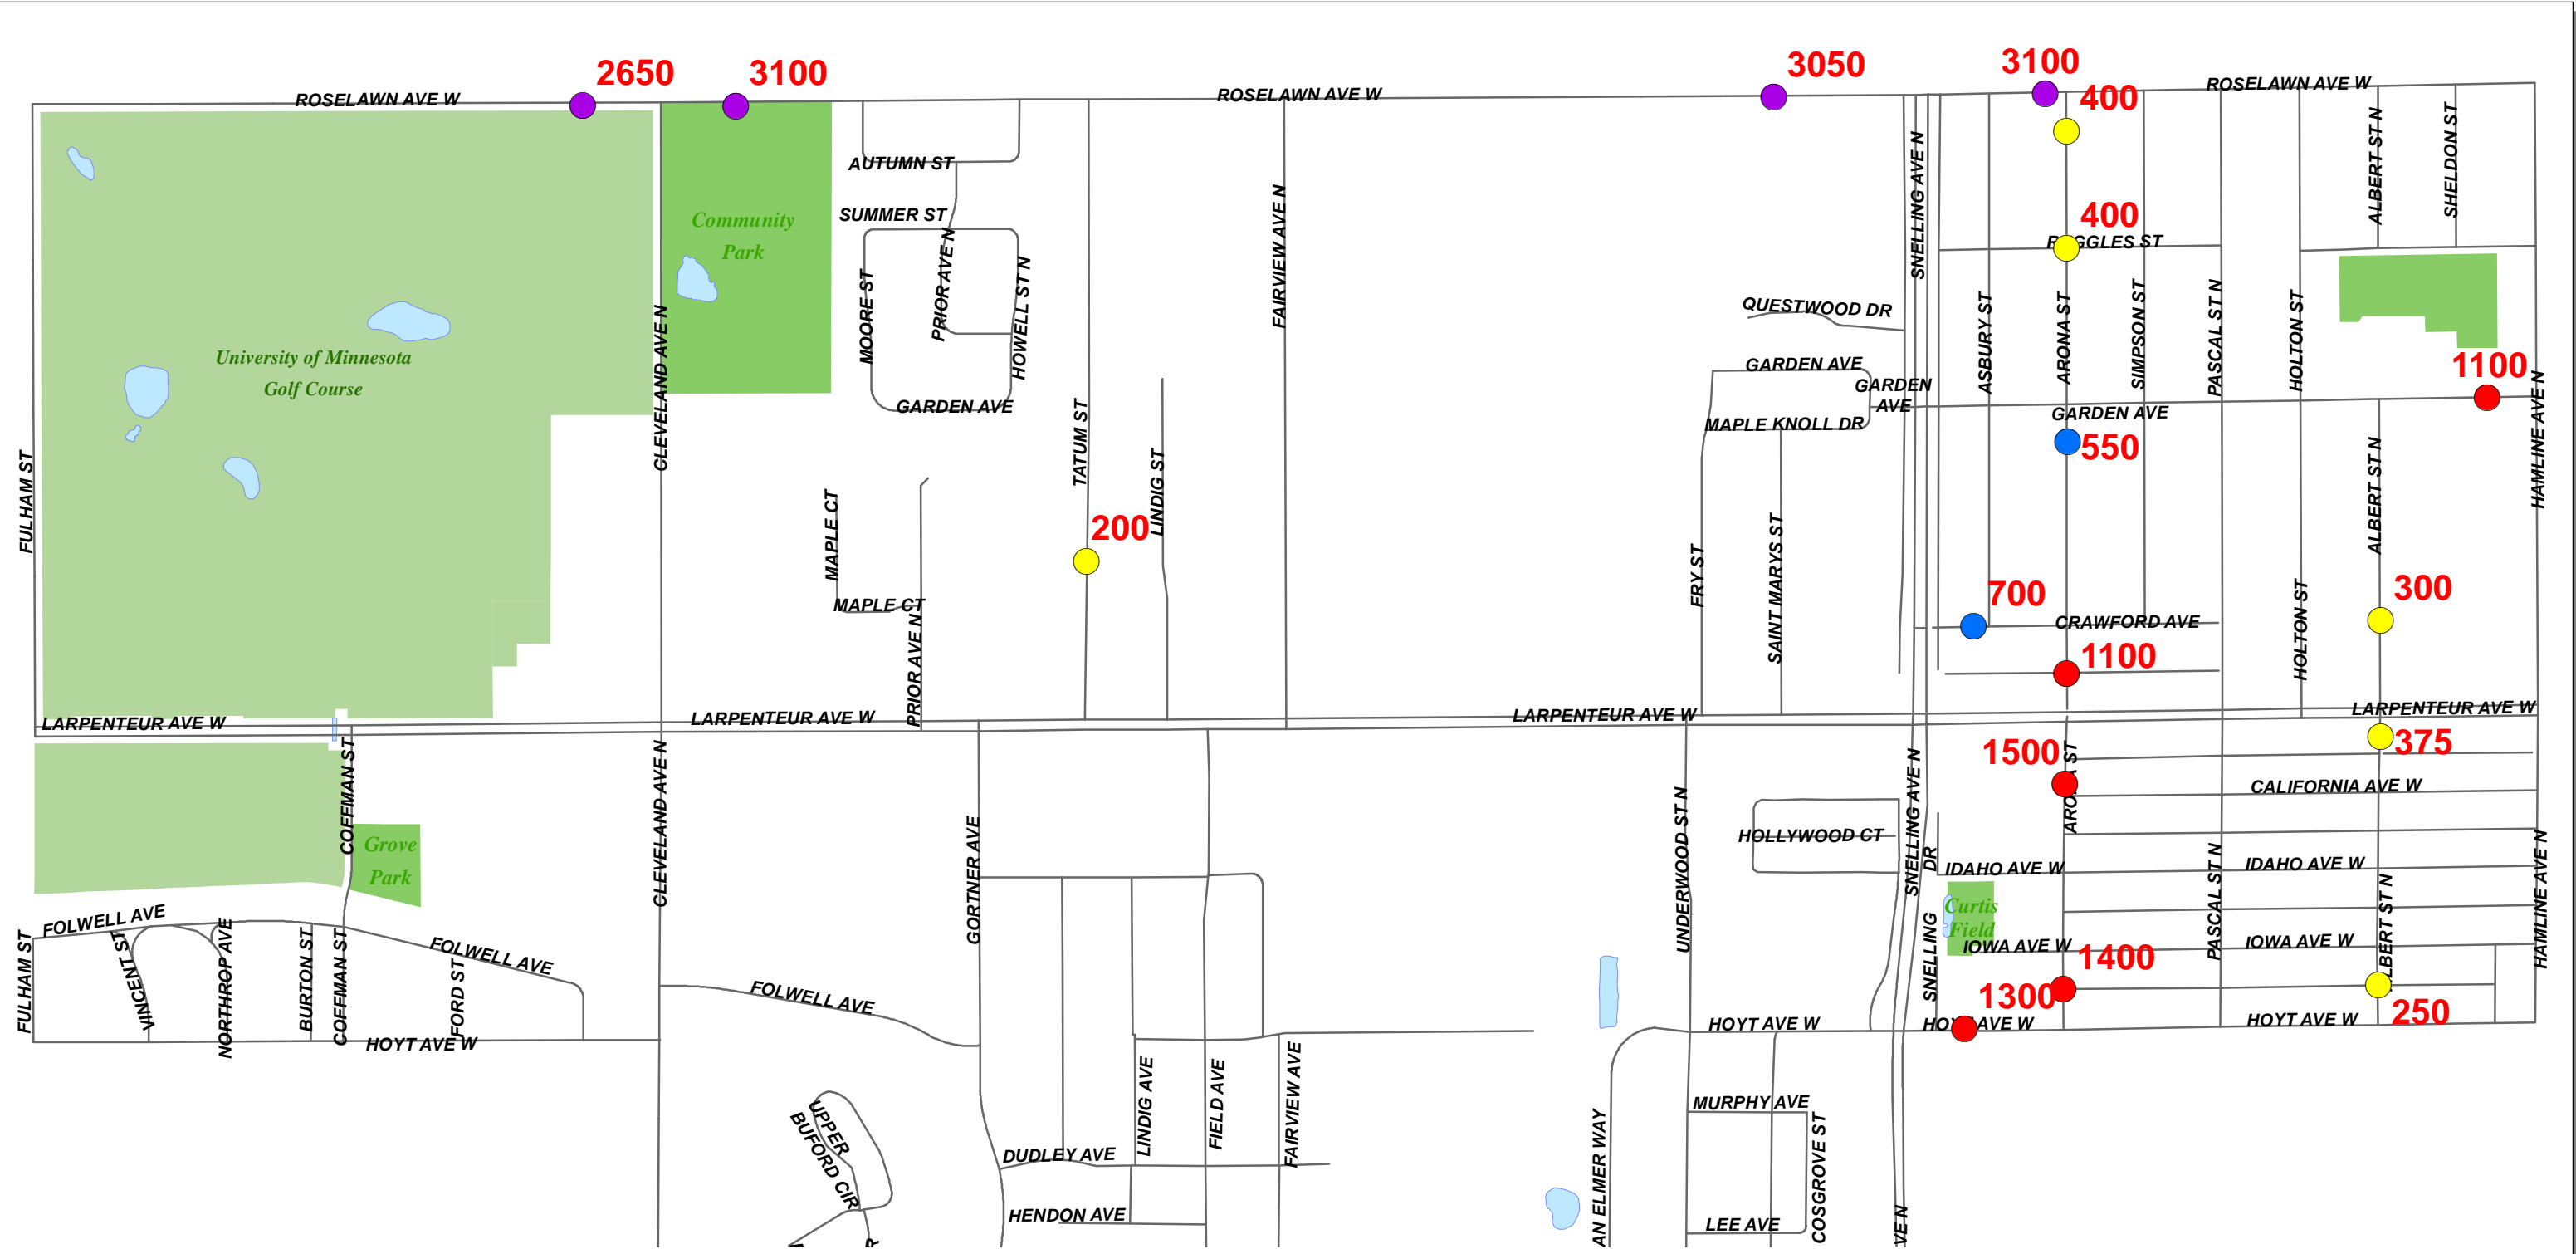 2650
3100
3050
3100
ROSELAWN AVE W
ROSELAWN AVE W
ROSELAWN AVE W
400
AUTUMN ST
SNELLING AVE N
ALBERT ST N
SHELDON ST
SUMMER ST
Community
Park
PRIOR AVE N
FAIRVIEW AVE N
400
MOORE ST
HOWELL ST N
QUESTWOOD DR
ASBURY ST
ARONA ST
SIMPSON ST
PASCAL ST N
HOLTON ST
University of Minnesota
Golf Course
CLEVELAND AVE N
GARDEN AVE
GARDEN
AVE
1100
GARDEN AVE
GARDEN AVE
MAPLE KNOLL DR
HAMLINE AVE N
FULHAM ST
TATUM ST
LINDIG ST
550
ALBERT ST N
MAPLE CT
200
FRY ST
SAINT MARYS ST
700
300
MAPLE CT
PRIOR AVE N
CRAWFORD AVE
HOLTON ST
1100
LARPENTEUR AVE W
LARPENTEUR AVE W
LARPENTEUR AVE W
LARPENTEUR AVE W
COFFMAN ST
CLEVELAND AVE N
1500
375
CALIFORNIA AVE W
Grove
Park
GORTNER AVE
UNDERWOOD ST N
HOLLYWOOD CT
SNELLING AVE N
SNELLING DR
IDAHO AVE W
IDAHO AVE W
PASCAL ST N
HAMLINE AVE N
Curtis
Field
FOLWELL AVE
FOLWELL AVE
IOWA AVE W
IOWA AVE W
FULHAM ST
VINCENT ST
NORTHROP AVE
BURTON ST
COFFMAN ST
FORD ST
1400
1300
FOLWELL AVE
HOYT AVE W
HOYT AVE W
HOYT AVE W
250
HOYT AVE W
UPPER
BUFORD CIR
LINDIG AVE
FIELD AVE
FAIRVIEW AVE
MURPHY AVE
COSGROVE ST
DUDLEY AVE
HENDON AVE
AN ELMER WAY
LEE AVE
VE N